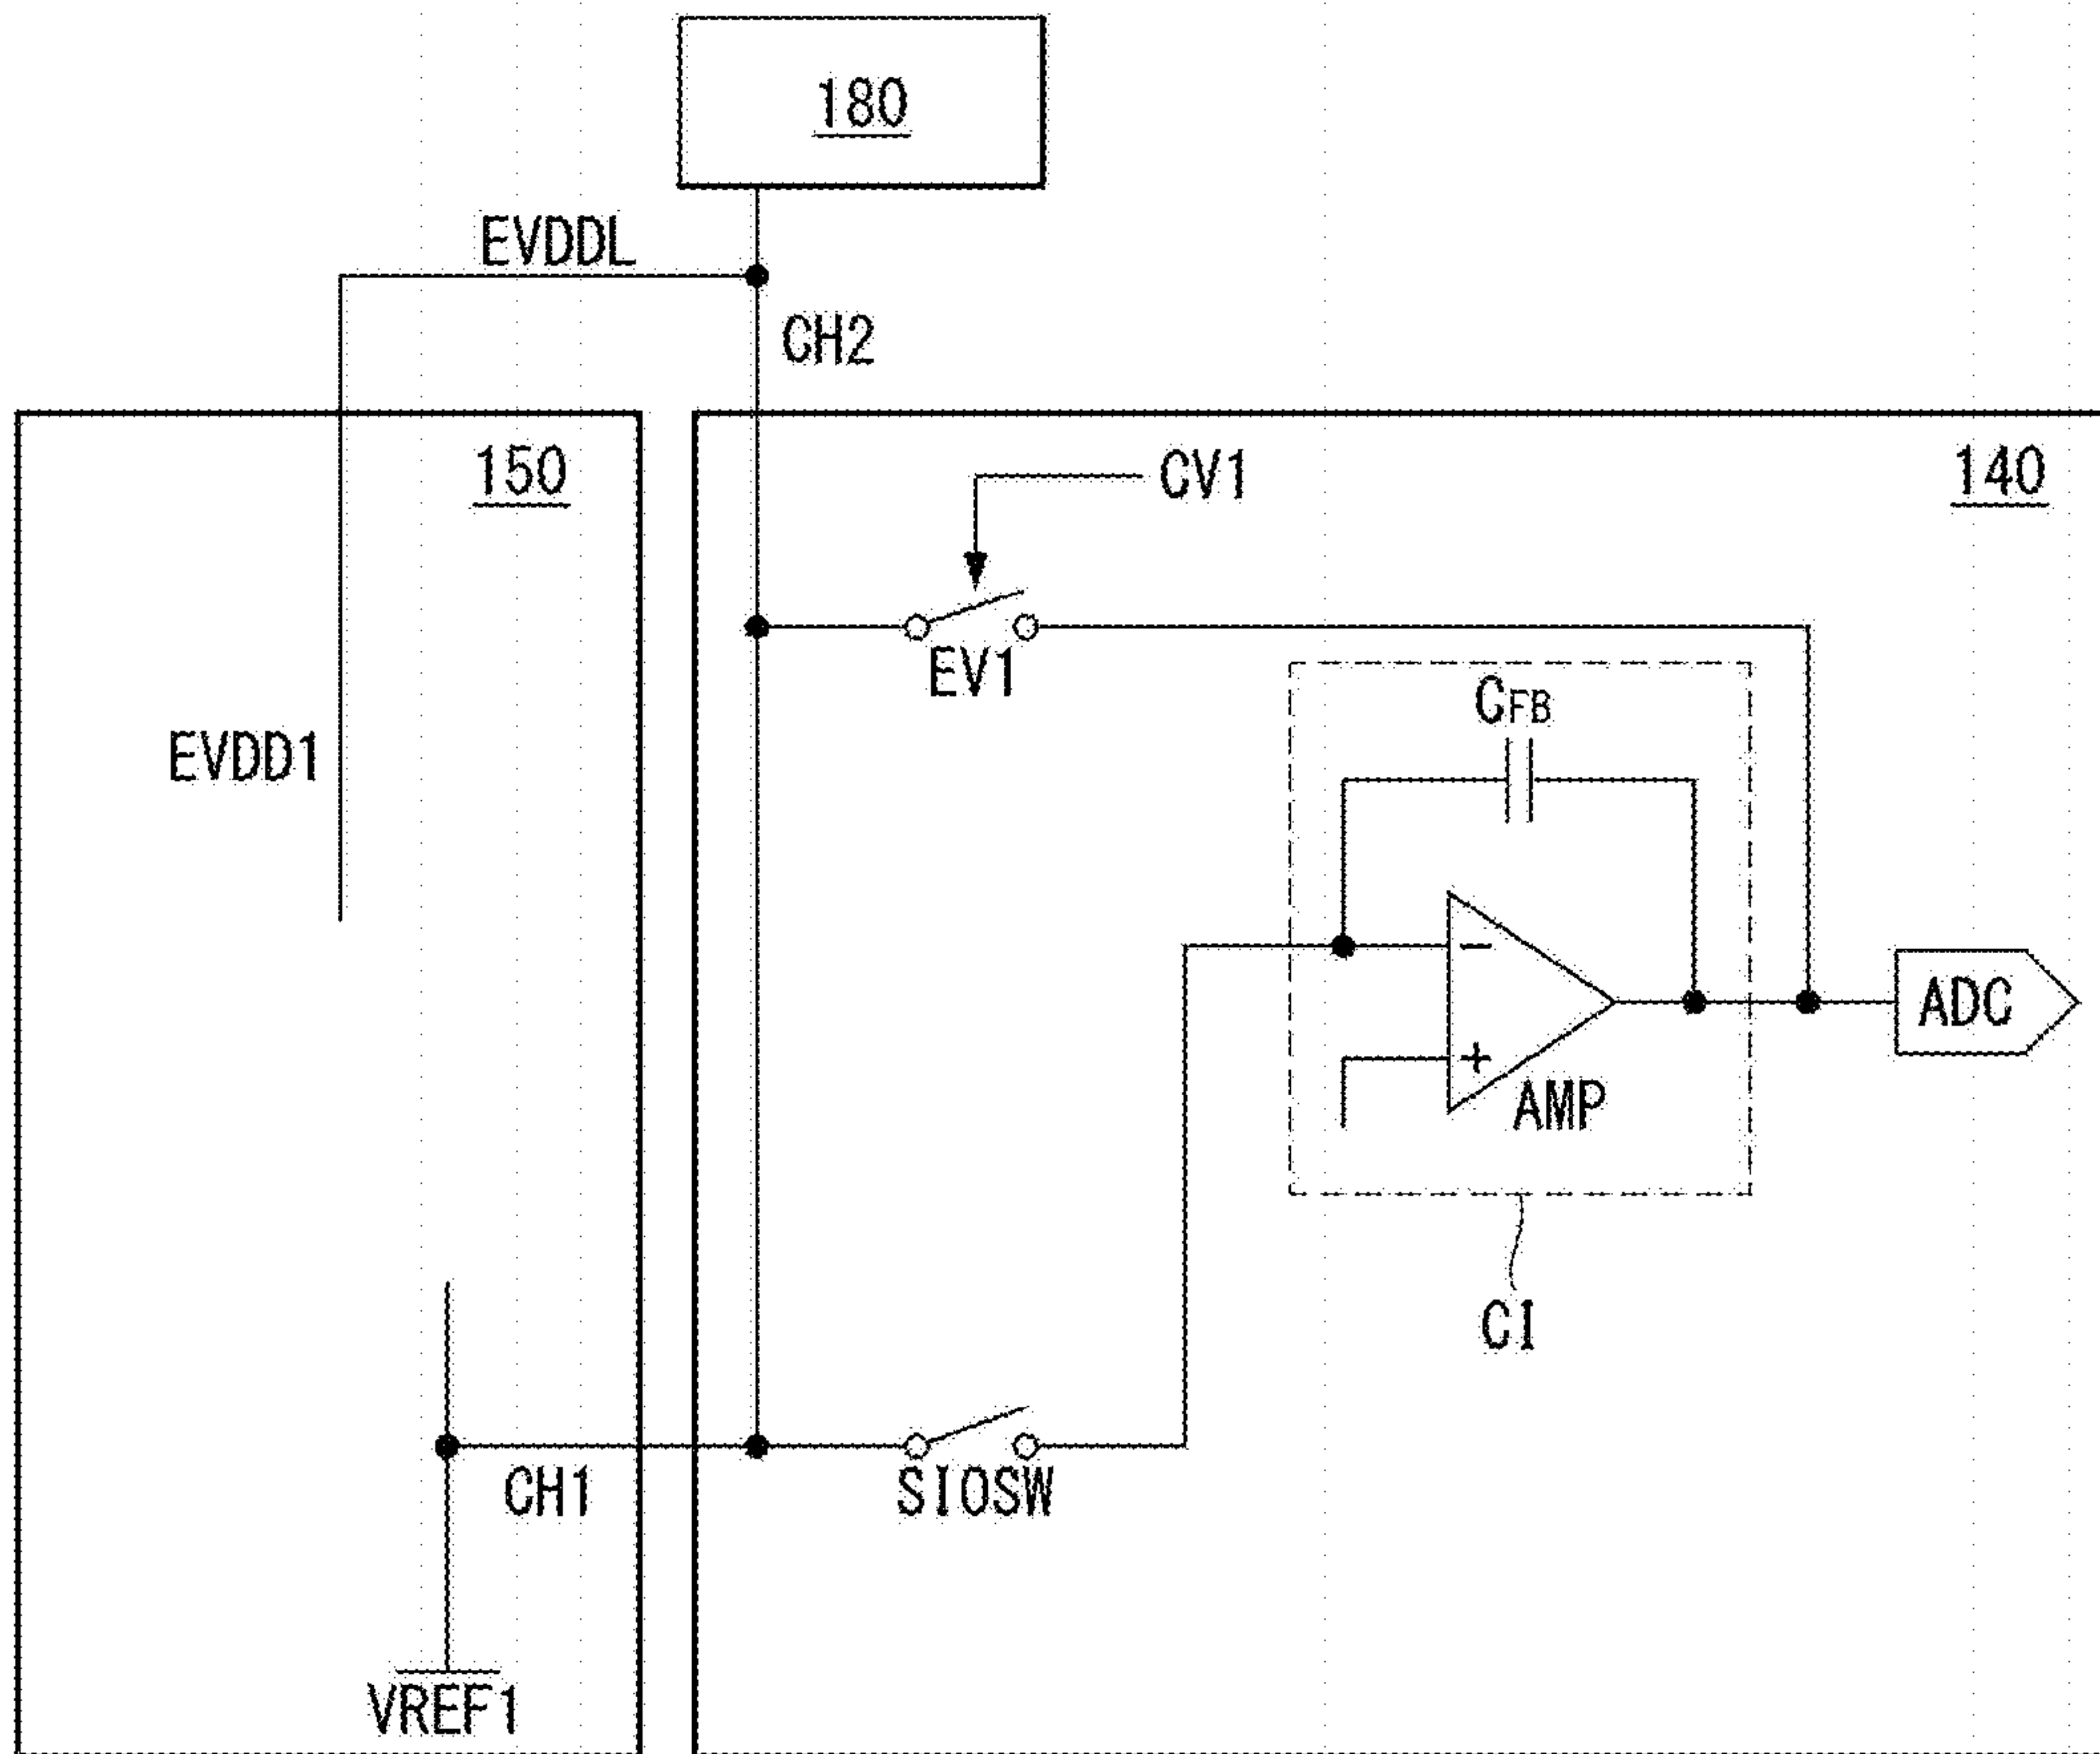 180
EVDDL
CH2
150
CV1
140
EV1
CFB
EVDD1
-
+
AMP
ADC
CI
CH1
SIOSW
VREF1